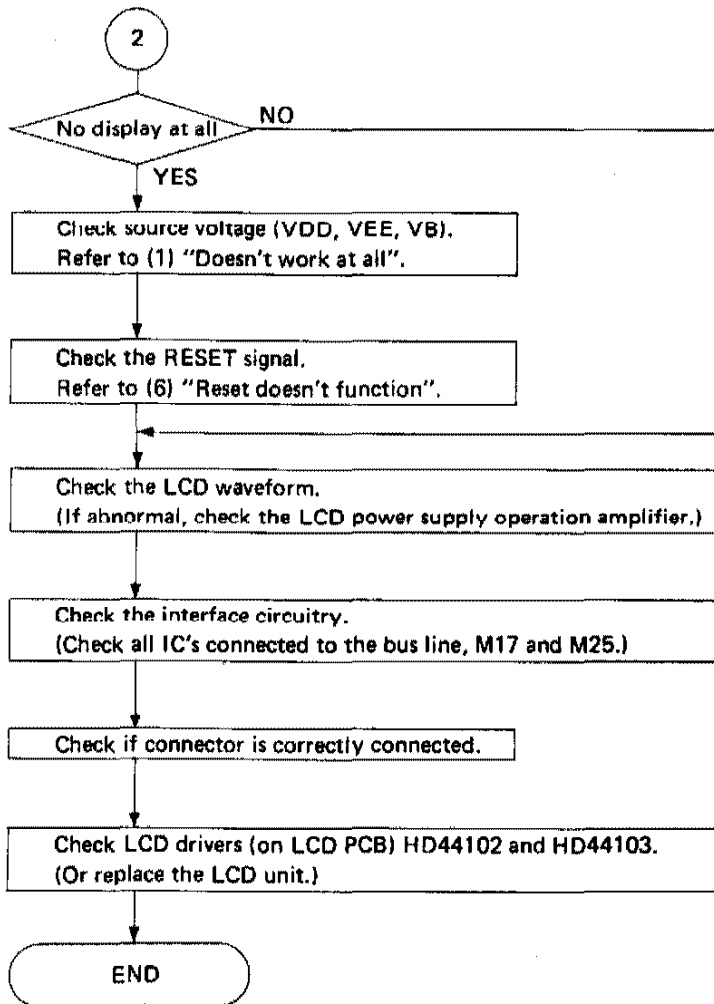 2
No display at all
NO
YES
Check source voltage (VDD, VEE, VB).
Refer to (1) "Doesn't work at all".
Check the RESET signal.
Refer to (6) "Reset doesn't function".
Check the LCD waveform.
(If abnormal, check the LCD power supply operation amplifier.)
Check the interface circuitry.
(Check all IC's connected to the bus line, M17 and M25.)
Check if connector is correctly connected.
Check LCD drivers (on LCD PCB) HD44102 and HD44103.
(Or replace the LCD unit.)
END